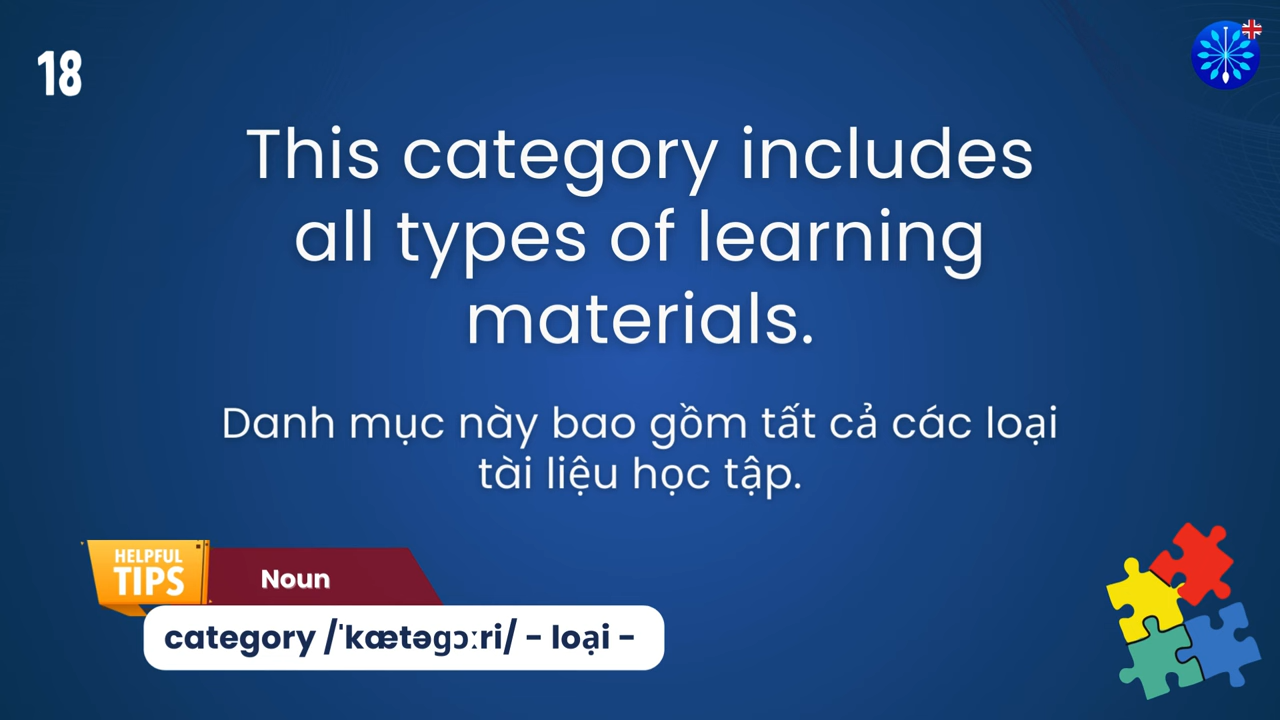 18
This category includes
all types of learning
materials.
Danh mục này bao gồm tất cả các loại
tài liệu học tập.
HELPFUL
TIPS
Noun
category /ˈkætəɡɔːri/ - loại -